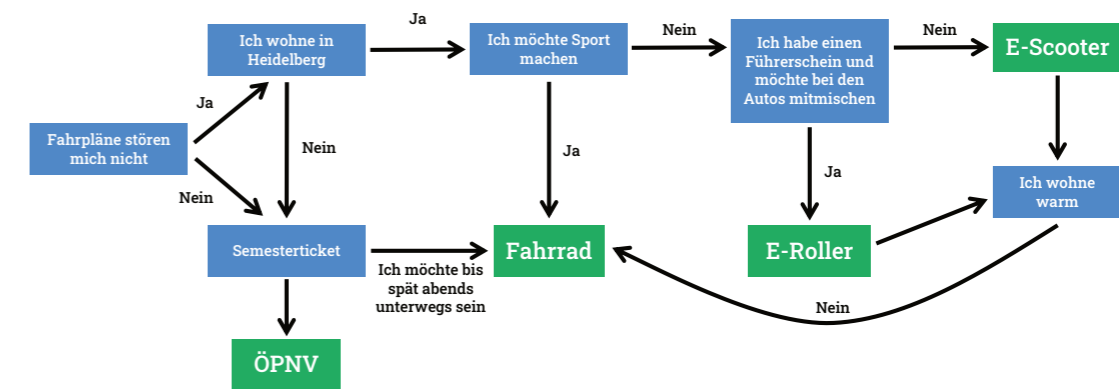 Ja
Ich wohne in
Heidelberg
Ich möchte Sport
machen
Nein
Ich habe einen
Führerschein und
möchte bei den
Autos mitmischen
Nein
E-Scooter
Ja
Fahrpläne stören
mich nicht
Nein
Nein
Ja
Ja
Ich wohne
warm
Semesterticket
Ich möchte bis
spät abends
unterwegs sein
Fahrrad
E-Roller
Nein
ÖPNV